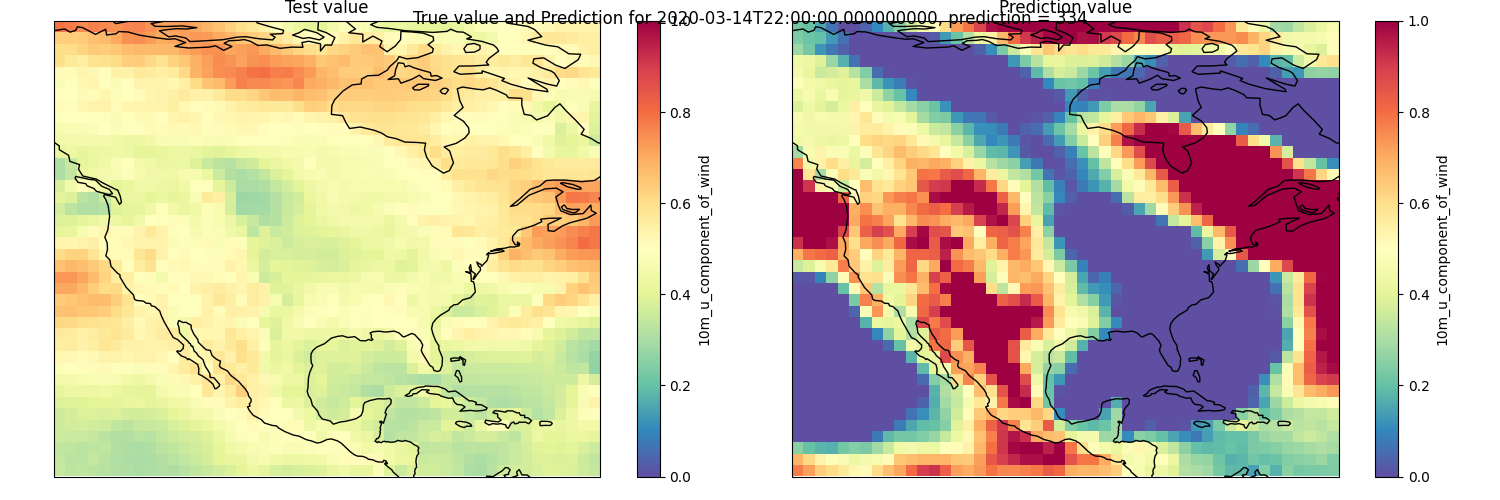 Test value
Prediction value
True value and Prediction for 2020-03-14T22:00:00.000000000, prediction = 334
1.0
0.8
0.6
0.4
0.2
0.0
10m_u_component_of_wind
1.0
0.8
0.6
0.4
0.2
0.0
10m_u_component_of_wind